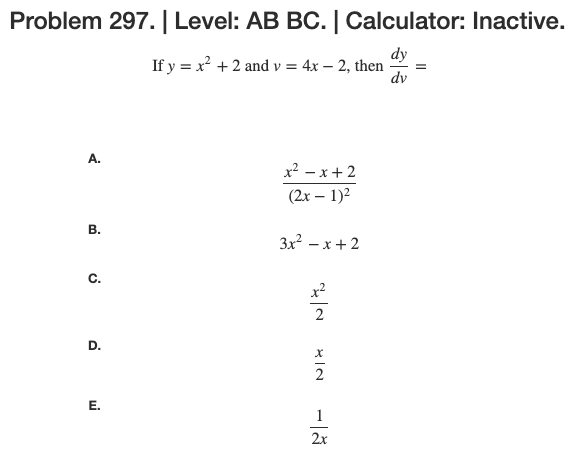 Problem 297. | Level: AB BC. | Calculator: Inactive.
If y = x² + 2 and v = 4x − 2, then dy/dv =
A. (x² − x + 2)/(2x − 1)²
B. 3x² − x + 2
C. x²/2
D. x/2
E. 1/2x